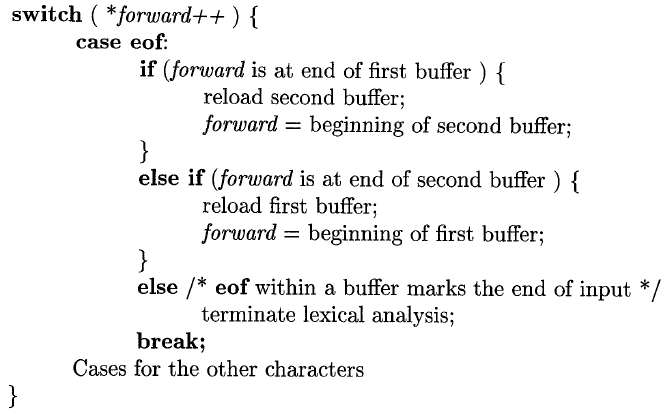 switch ( *forward++ ) {
case eof:
if (forward is at end of first buffer ) {
reload second buffer;
forward = beginning of second buffer;
}
else if (forward is at end of second buffer ) {
reload first buffer;
forward = beginning of first buffer;
}
else /* eof within a buffer marks the end of input */
terminate lexical analysis;
break;
Cases for the other characters
}